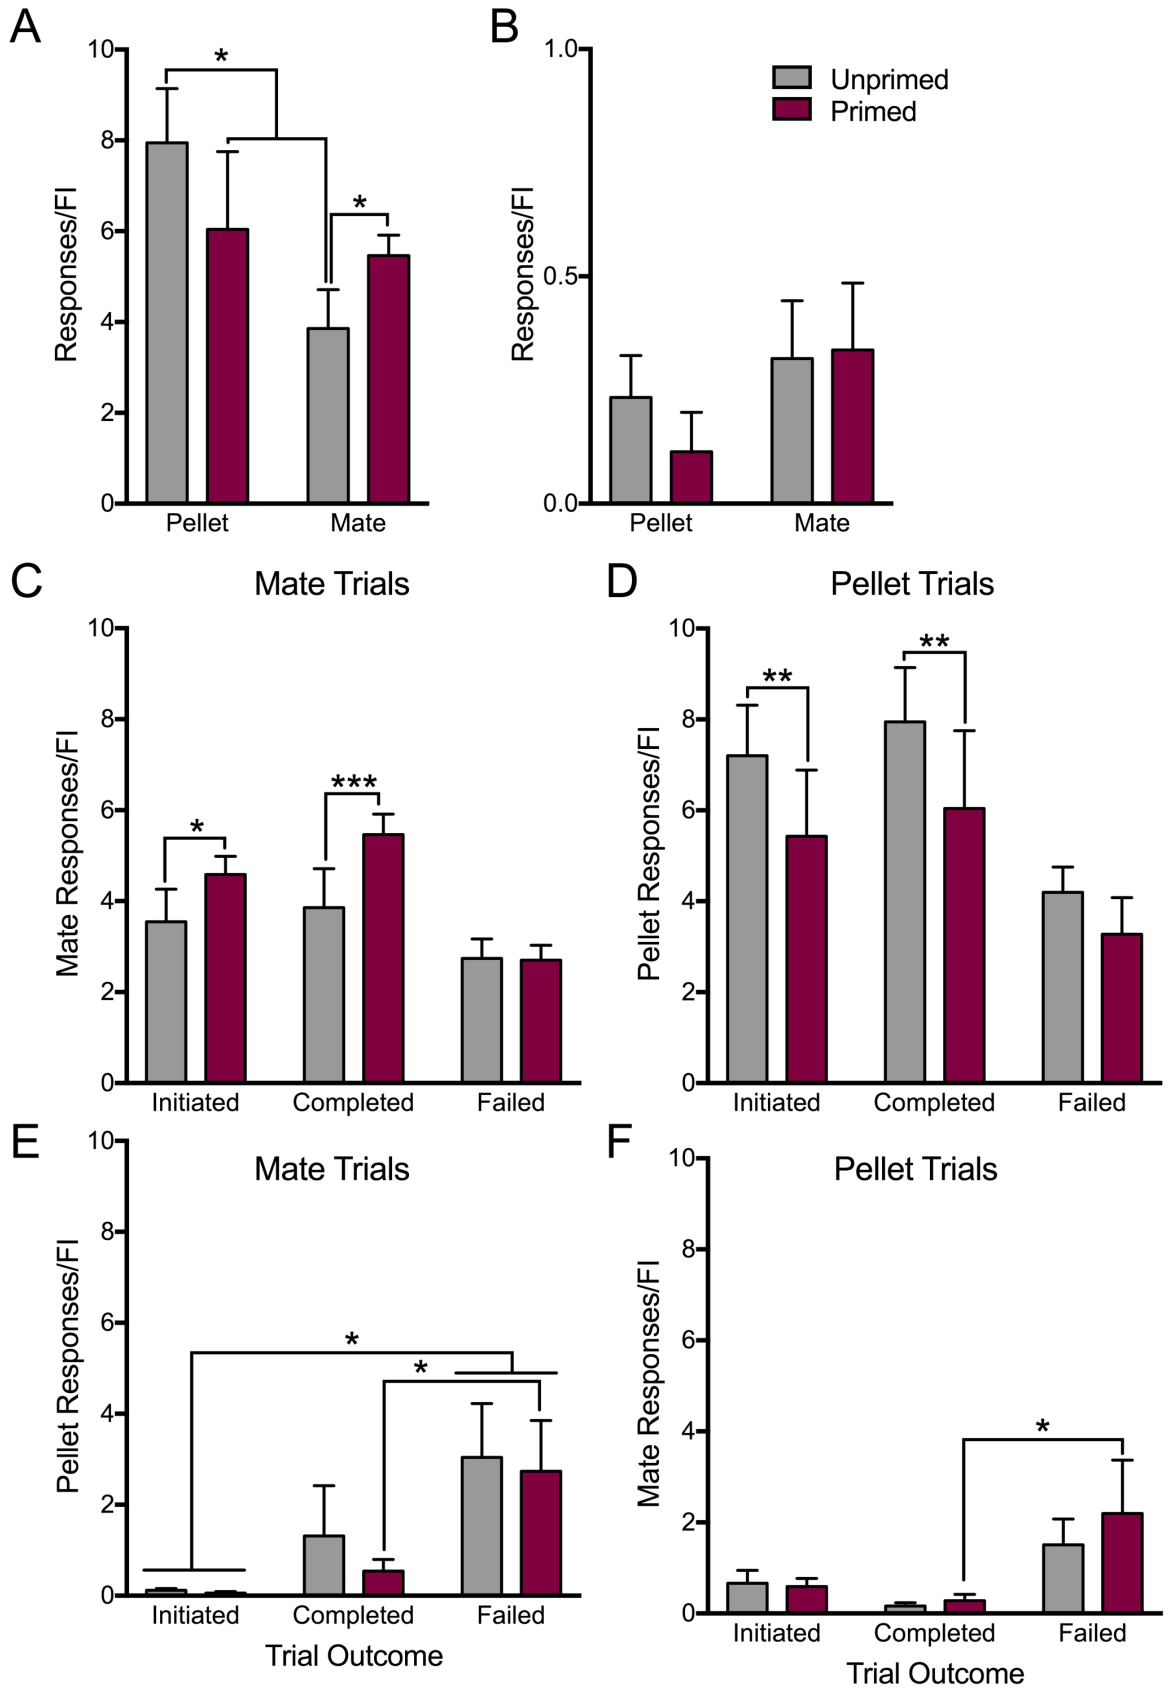 A
10
8
6
4
2
0
Responses/FI
*
*
Pellet Mate
B
1.0
0.5
0.0
Responses/FI
Unprimed
Primed
Pellet Mate
C
Mate Trials
10
8
6
4
2
0
Mate Responses/FI
*
***
Initiated Completed Failed
D
Pellet Trials
10
8
6
4
2
0
Pellet Responses/FI
**
**
Initiated Completed Failed
E
Mate Trials
10
8
6
4
2
0
Pellet Responses/FI
*
*
Initiated Completed Failed
Trial Outcome
F
Pellet Trials
10
8
6
4
2
0
Mate Responses/FI
*
Initiated Completed Failed
Trial Outcome